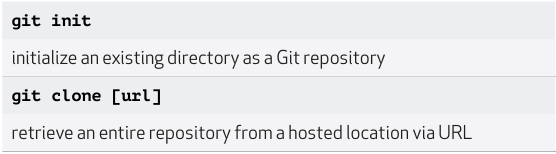 git init
initialize an existing directory as a Git repository
git clone [url]
retrieve an entire repository from a hosted location via URL